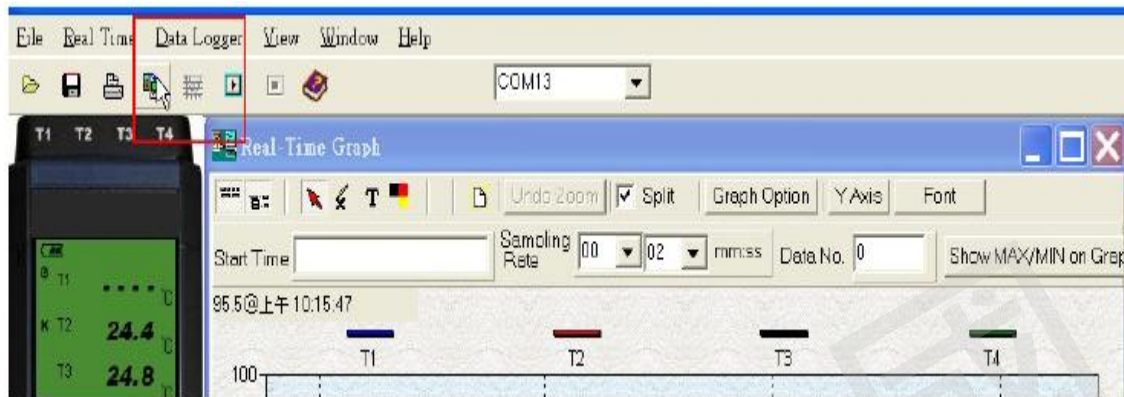 File Real Time Data Logger View Window Help
COM13
T1 T2 T3 T4
Real-Time Graph
T Undo Zoom Split Graph Option Y Axis Font
Start Time Sampling Rate 00 02 mm:ss Data No. 0 Show MAX/MIN on Grap
95.5@上午 10:15:47
T1 T2 T3 T4
100
T1 ---- °C
K T2 24.4 °C
T3 24.8 °C